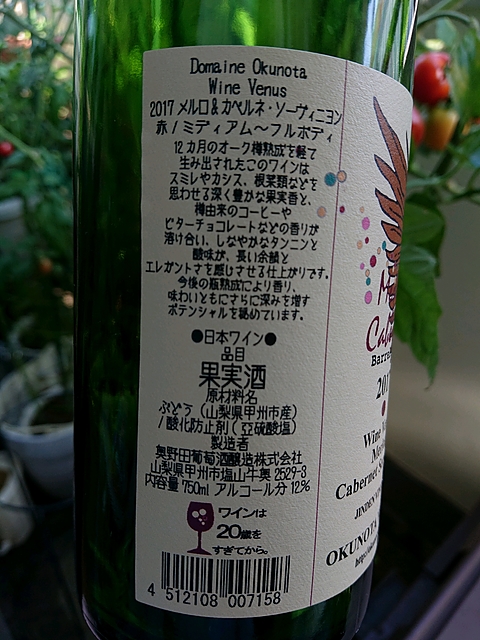 Domaine Okunota
Wine Venus
2017 メルロ&カベルネ・ソーヴィニヨン
赤/ミディアム〜フルボディ
12カ月のオーク樽熟成を経て
生み出されたこのワインは
スミレやカシス、根菜類などを
思わせる深く豊かな果実香と、
樽由来のコーヒーや
ビターチョコレートなどの香りが
溶け合い、しなやかなタンニンと
酸味が、長い余韻と
エレガントさを感じさせる仕上がりです。
今後の瓶熟成により香り、
味わいともにさらに深みを増す
ポテンシャルを秘めています。
●日本ワイン●
品目
果実酒
原材料名
ぶどう(山梨県甲州市産)
/酸化防止剤(亜硫酸塩)
製造者
奥野田葡萄酒醸造株式会社
山梨県甲州市塩山牛奥2529-3
内容量 750ml アルコール分 12%
ワインは
20歳を
すぎてから。
4 512108 007158
Barre
201
Wine V
Cabernet S
OKUNOTA
http://